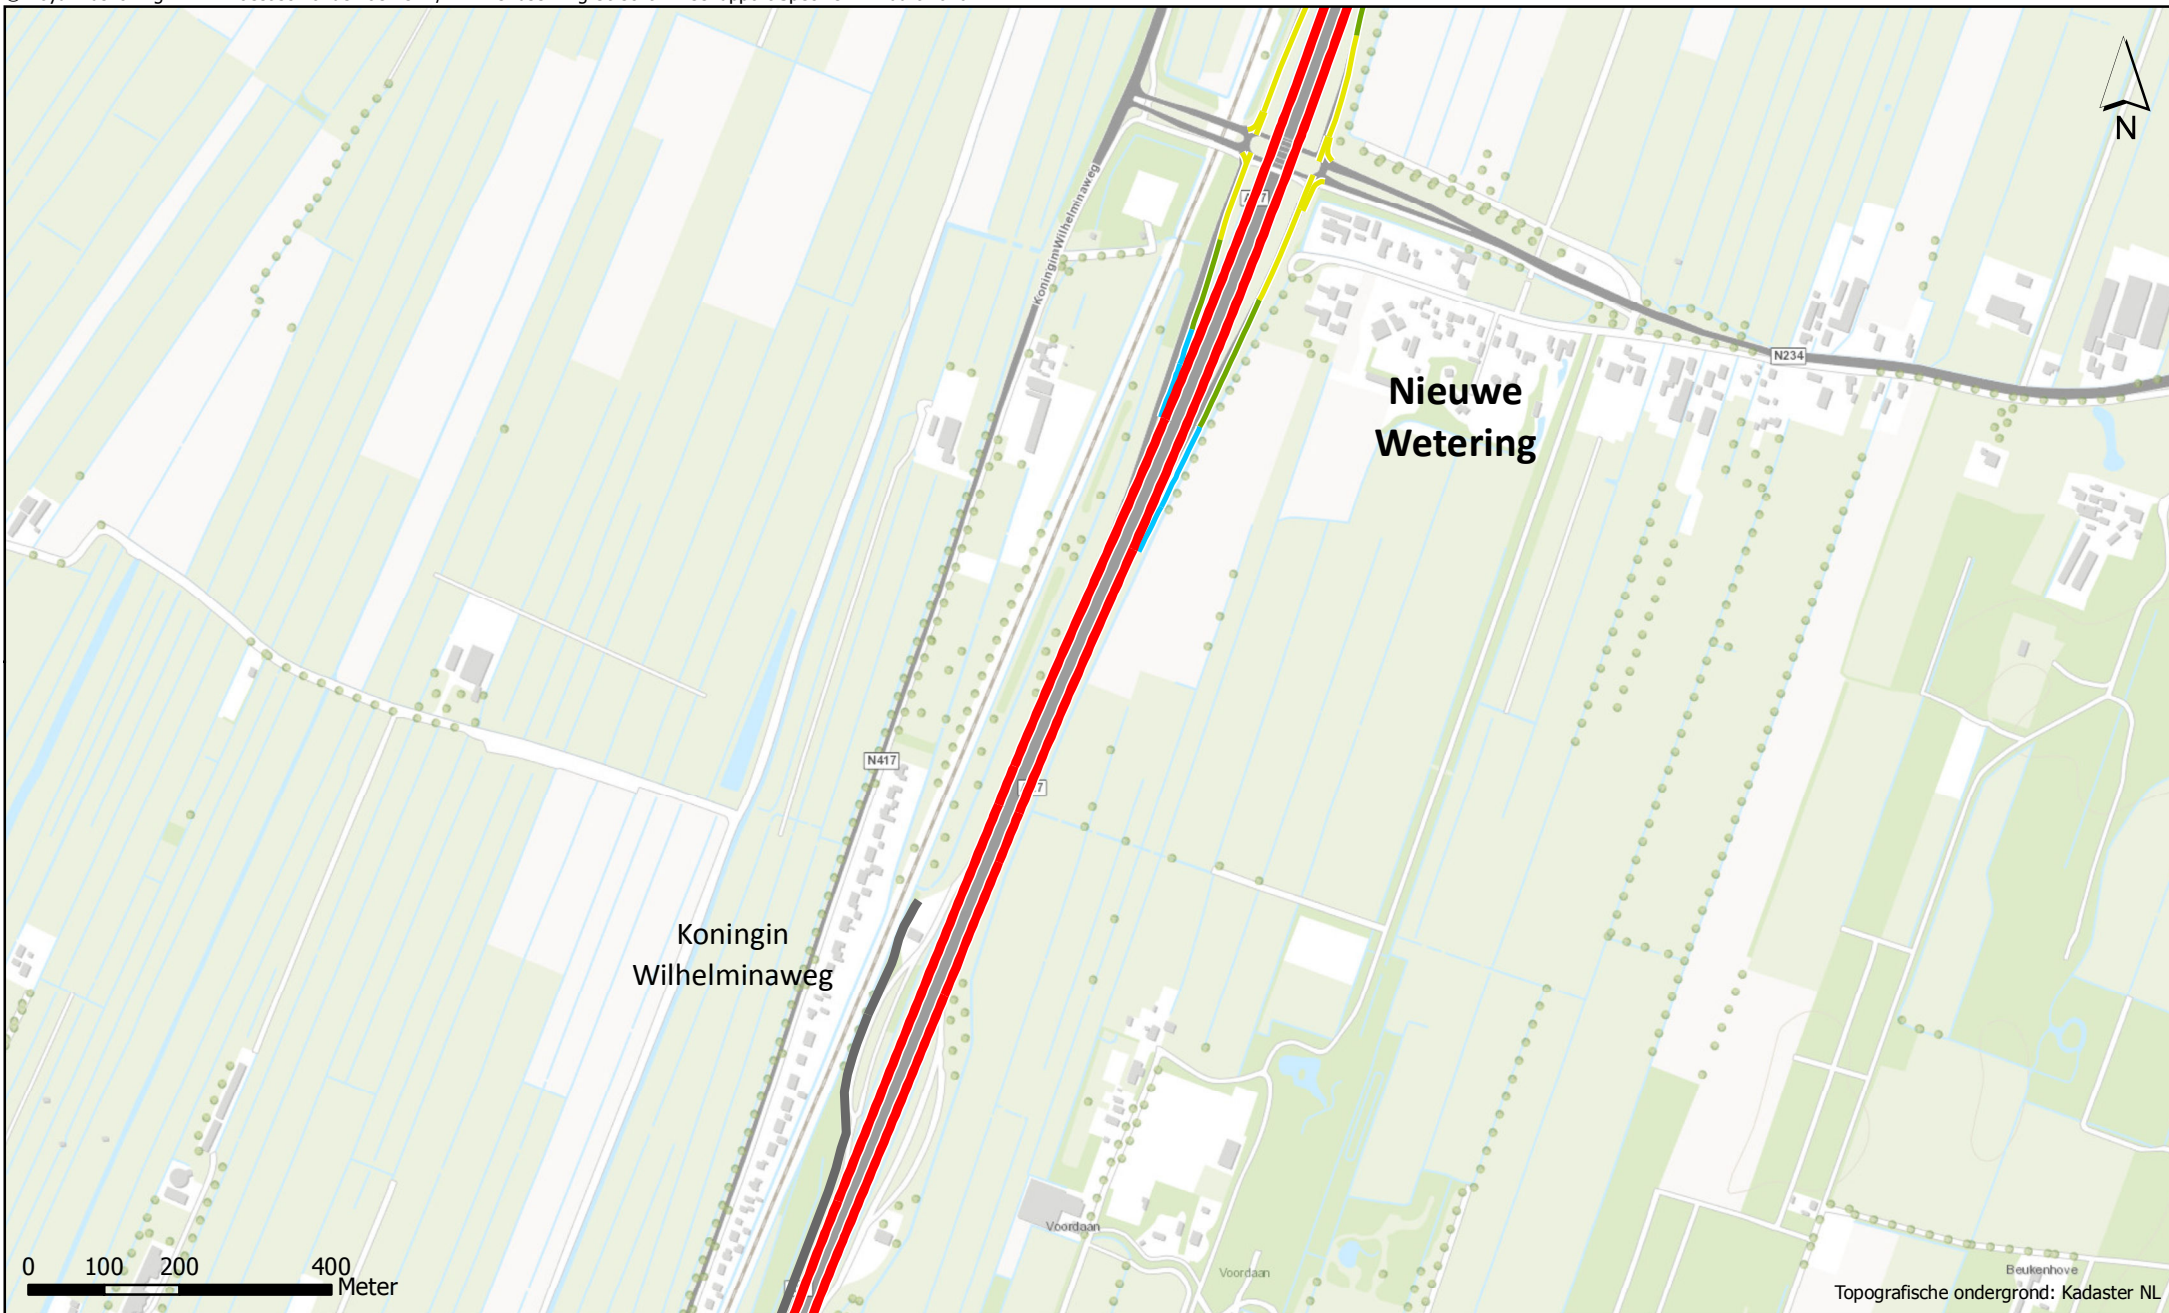 N
Koningin Wilhelminaweg
N234
Nieuwe
Wetering
N417
Koningin
Wilhelminaweg
Voordaan
Voordaan
Beukenhove
0 100 200 400
Meter
Topografische ondergrond: Kadaster NL